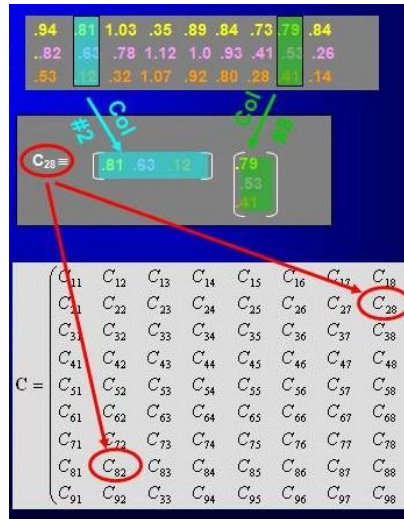 .94 .81 1.03 .35 .89 .84 .73 .79 .84
..82 .63 .78 1.12 1.0 .93 .41 .53 .26
.53 .12 .32 1.07 .92 .80 .28 .41 .14
Col #2
Col #8
C28≡ [.81 .63 .12] [.79
.53
.41]
C11 C12 C13 C14 C15 C16 C17 C18
C21 C22 C23 C24 C25 C26 C27 C28
C31 C32 C33 C34 C35 C36 C37 C38
C41 C42 C43 C44 C45 C46 C47 C48
C = C51 C52 C53 C54 C55 C56 C57 C58
C61 C62 C63 C64 C65 C66 C67 C68
C71 C72 C73 C74 C75 C76 C77 C78
C81 C82 C83 C84 C85 C86 C87 C88
C91 C92 C33 C94 C95 C96 C97 C98